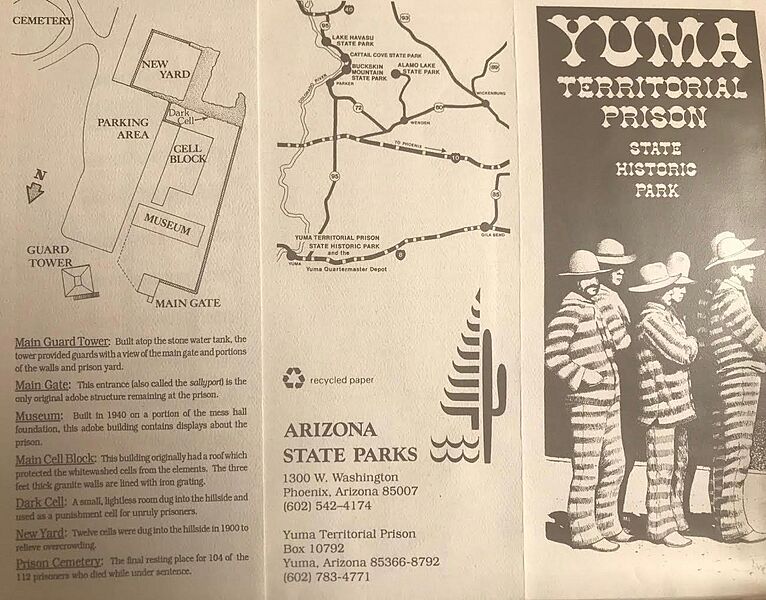 CEMETERY
NEW
YARD
Dark
Cell
PARKING
AREA
CELL
BLOCK
N
MUSEUM
GUARD
TOWER
MAIN GATE
Main Guard Tower: Built atop the stone water tank, the
tower provided guards with a view of the main gate and portions
of the walls and prison yard.
Main Gate: This entrance (also called the sallyport) is the
only original adobe structure remaining at the prison.
Museum: Built in 1940 on a portion of the mess hall
foundation, this adobe building contains displays about the
prison.
Main Cell Block: This building originally had a roof which
protected the whitewashed cells from the elements. The three
feet thick granite walls are lined with iron grating.
Dark Cell: A small, lightless room dug into the hillside and
used as a punishment cell for unruly prisoners.
New Yard: Twelve cells were dug into the hillside in 1900 to
relieve overcrowding.
Prison Cemetery: The final resting place for 104 of the
112 prisoners who died while under sentence.
40
95
93
LAKE HAVASU
STATE PARK
CATTAIL COVE STATE PARK
BUCKSKIN
MOUNTAIN
STATE PARK
ALAMO LAKE
STATE PARK
89
COLORADO RIVER
PARKER
WICKENBURG
72
60
WENDEN
TO PHOENIX
10
95
85
YUMA TERRITORIAL PRISON
STATE HISTORIC PARK
and the
Yuma Quartermaster Depot
GILA BEND
YUMA
8
recycled paper
ARIZONA
STATE PARKS
1300 W. Washington
Phoenix, Arizona 85007
(602) 542-4174
Yuma Territorial Prison
Box 10792
Yuma, Arizona 85366-8792
(602) 783-4771
YUMA
TERRITORIAL
PRISON
STATE
HISTORIC
PARK